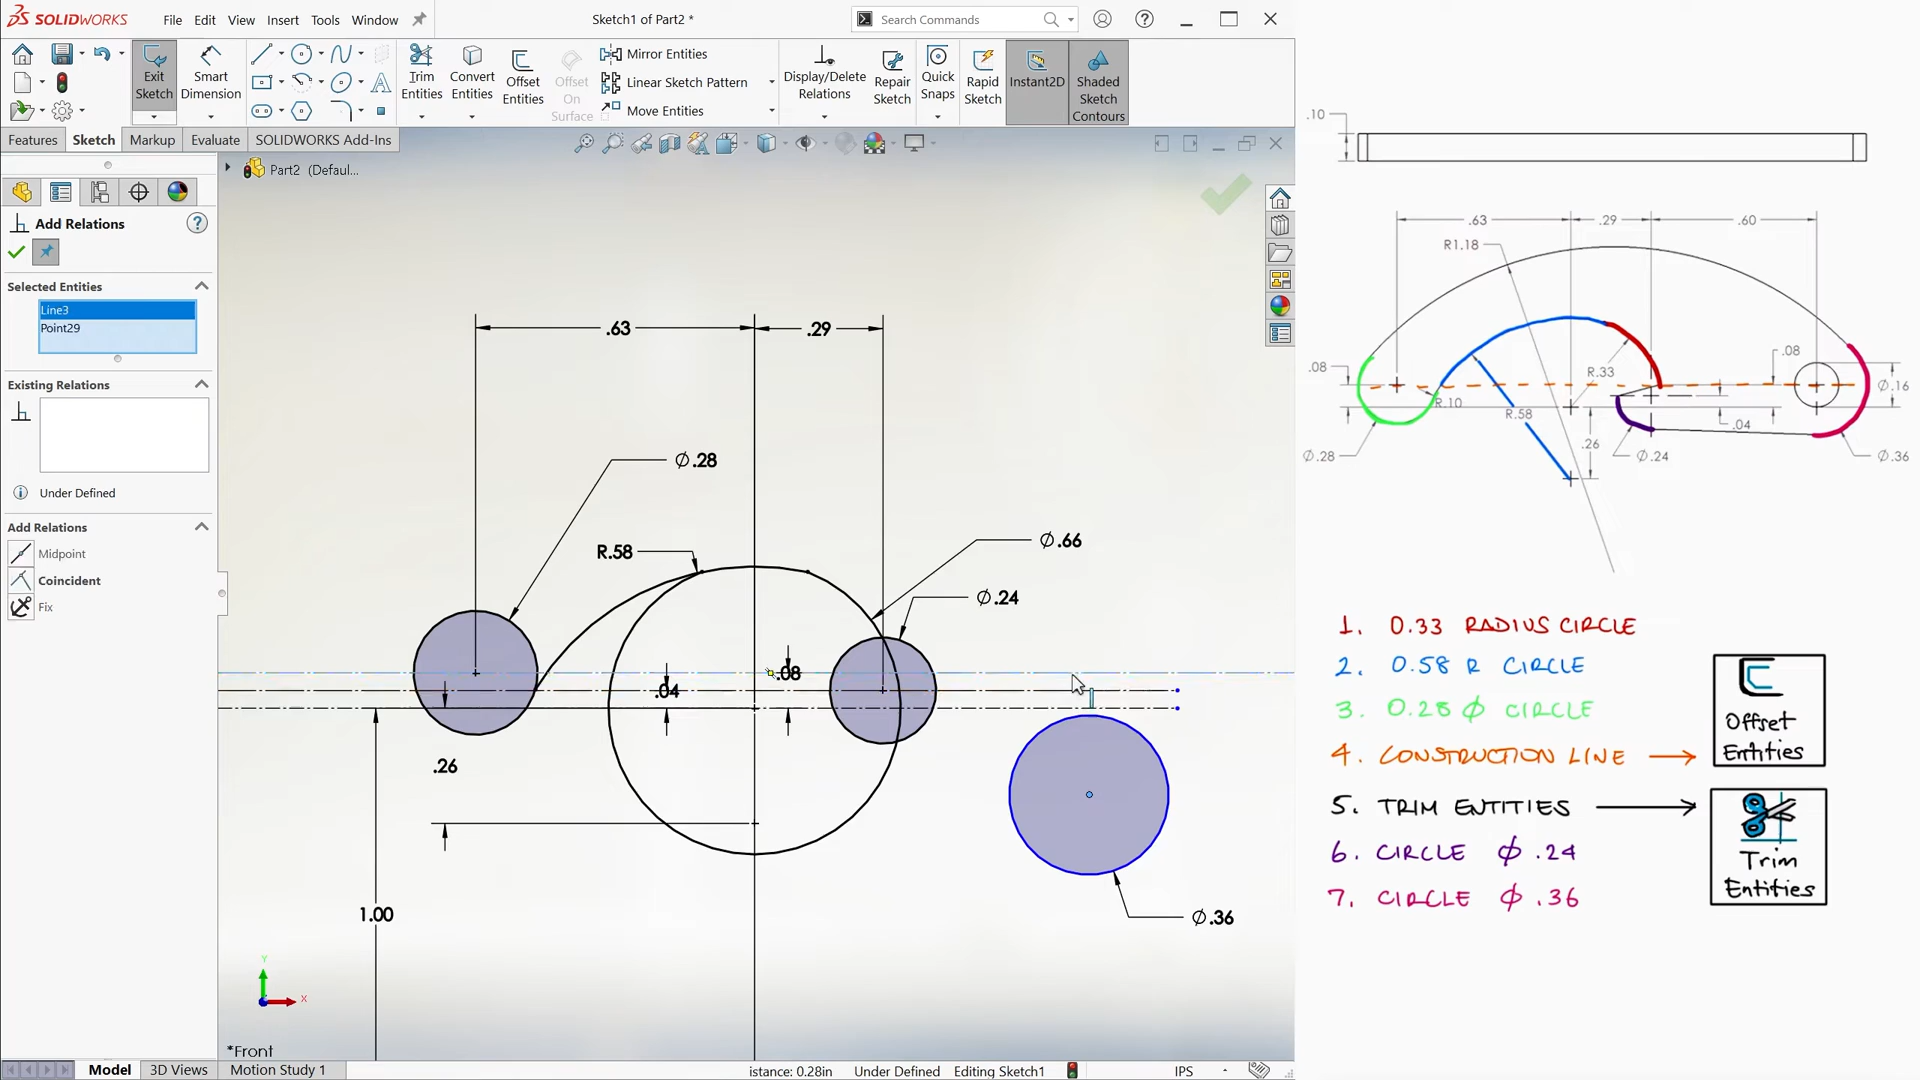 SOLIDWORKS File Edit View Insert Tools Window Sketch1 of Part2 * Search Commands
Exit Sketch
Smart Dimension
Trim Entities
Convert Entities
Offset Entities
Offset On Surface
Mirror Entities
Linear Sketch Pattern
Move Entities
Display/Delete Relations
Repair Sketch
Quick Snaps
Rapid Sketch
Instant2D
Shaded Sketch Contours
Features Sketch Markup Evaluate SOLIDWORKS Add-Ins
Part2 (Defaul...
Add Relations
Selected Entities
Line3
Point29
Existing Relations
Under Defined
Add Relations
Midpoint
Coincident
Fix
.63 .29
Ø.28
R.58
Ø.66
Ø.24
.08
.04
.26
1.00
Ø.36
Y
X
*Front
Model 3D Views Motion Study 1
istance: 0.28in Under Defined Editing Sketch1 IPS
.10
.63 .29 .60
R1.18
.08
.08
R.33
Ø.16
R.10
R.58
.04
.26
Ø.28
Ø.24
Ø.36
1. 0.33 RADIUS CIRCLE
2. 0.58 R CIRCLE
3. 0.28 Ø CIRCLE
4. CONSTRUCTION LINE
5. TRIM ENTITIES
6. CIRCLE Ø .24
7. CIRCLE Ø .36
Offset
Entities
Trim
Entities